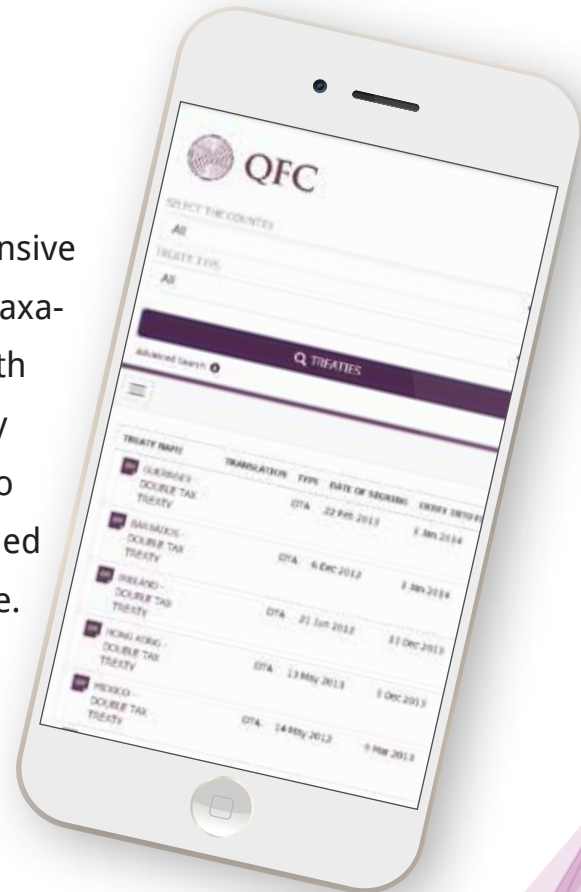 nsive
axa-
th
y
o
ed
e.
QFC
SELECT THE COUNTRY
All
TREATY TYPE
All
TREATIES
Advanced Search
TREATY NAME TRANSLATION TYPE DATE OF SIGNING ENTRY INTO
GUERNSEY -
DOUBLE TAX
TREATY
DTA 22 Feb 2013 1 Jan 2014
BARBADOS -
DOUBLE TAX
TREATY
DTA 6 Dec 2012 1 Jan 2014
IRELAND -
DOUBLE TAX
TREATY
DTA 21 Jun 2012 11 Dec 2013
HONG KONG -
DOUBLE TAX
TREATY
DTA 13 May 2013 5 Dec 2013
MEXICO -
DOUBLE TAX
TREATY
DTA 14 May 2012 9 Mar 2013